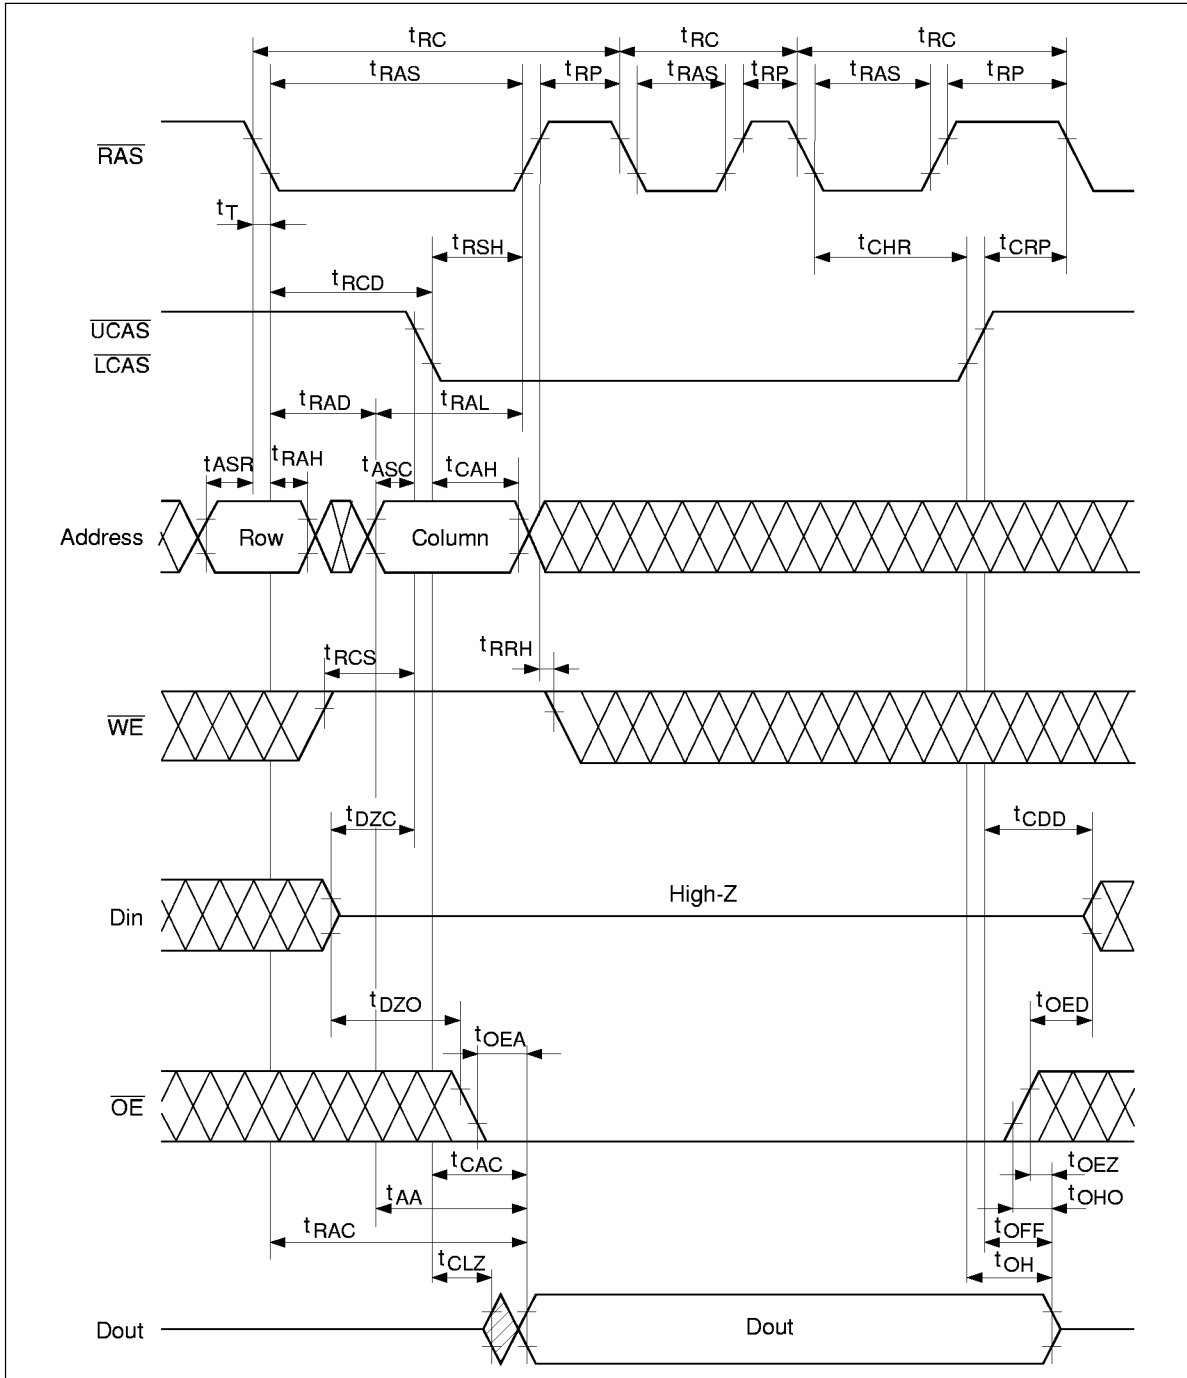 tRC tRC tRC
tRAS tRP tRAS tRP tRAS tRP
RAS
tT
tRSH tCHR tCRP
tRCD
UCAS
LCAS
tRAD tRAL
tASR tRAH tASC tCAH
Address Row Column
tRCS tRRH
WE
tDZC tCDD
High-Z
Din
tDZO tOED
tOEA
OE
tCAC tOEZ
tAA tOHO
tRAC tOFF
tCLZ tOH
Dout Dout